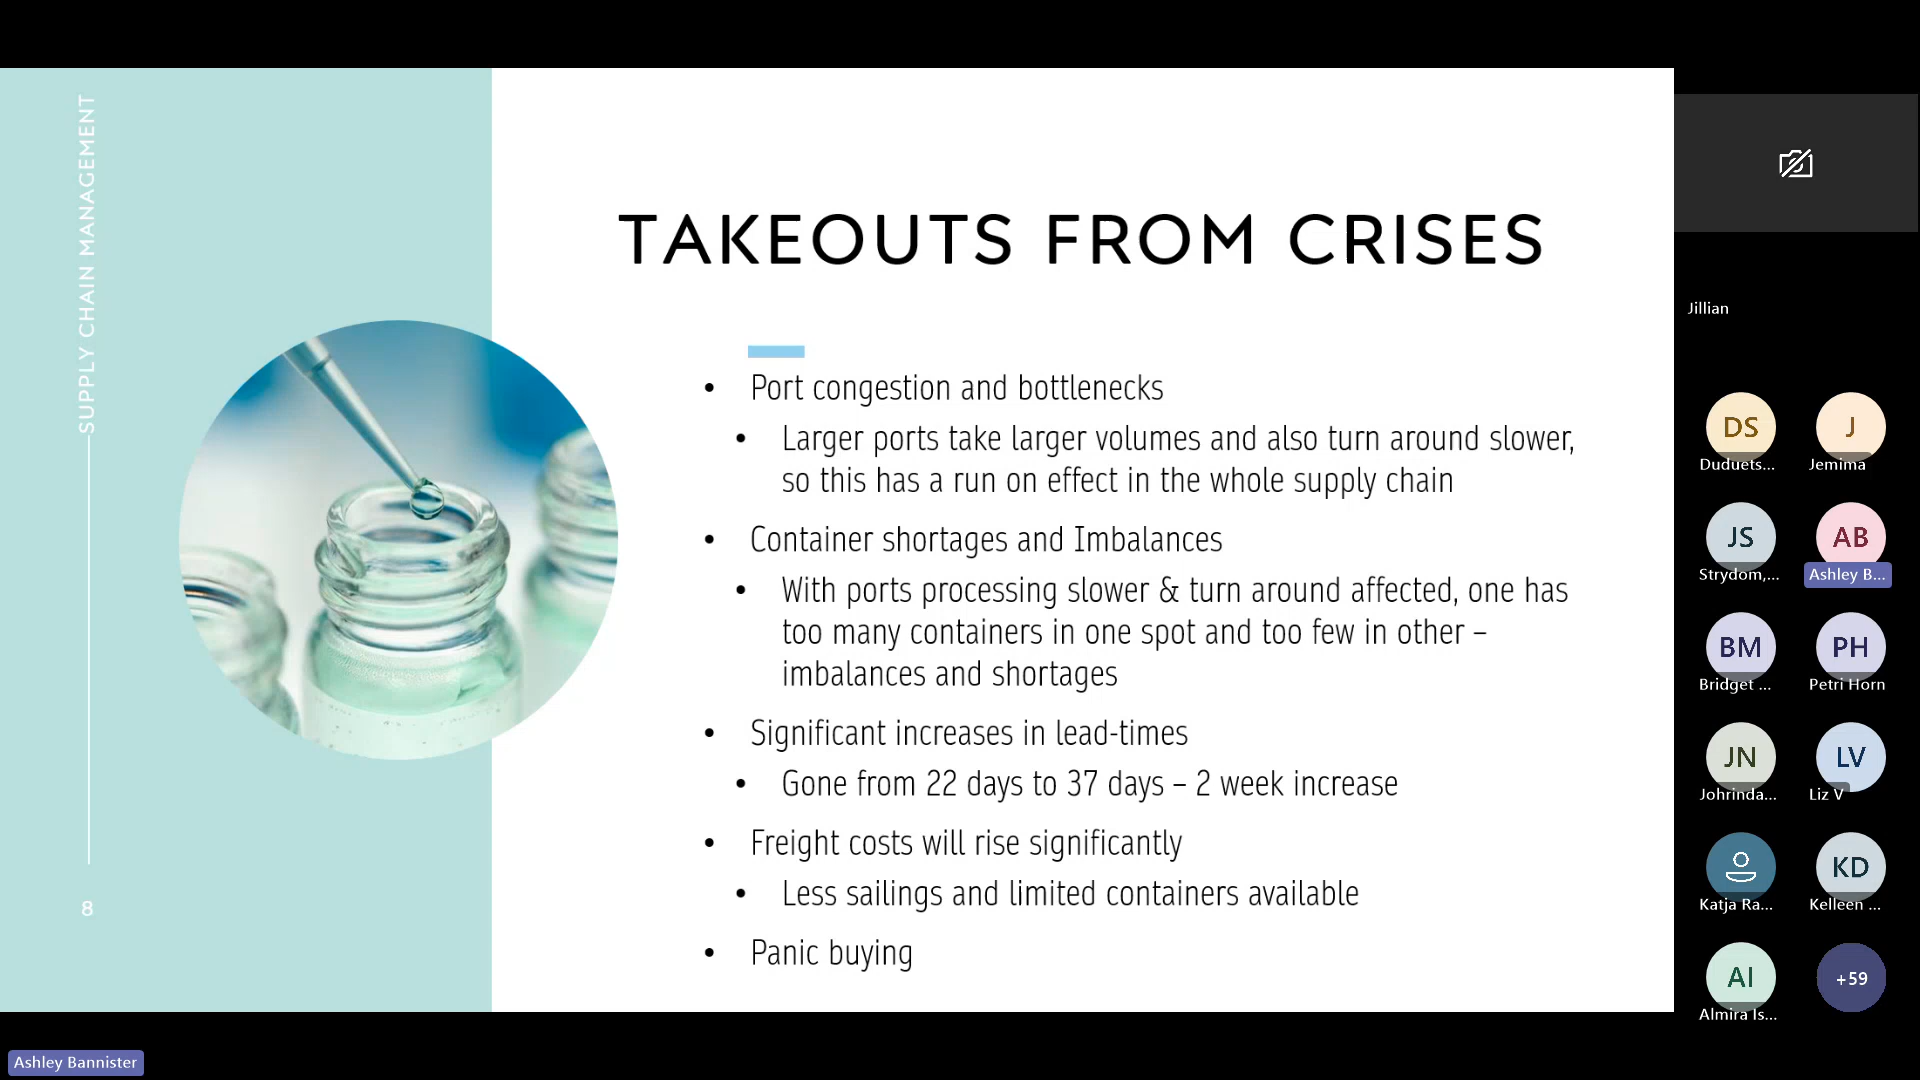 SUPPLY CHAIN MANAGEMENT
8
TAKEOUTS FROM CRISES
• Port congestion and bottlenecks
• Larger ports take larger volumes and also turn around slower,
so this has a run on effect in the whole supply chain
• Container shortages and Imbalances
• With ports processing slower & turn around affected, one has
too many containers in one spot and too few in other –
imbalances and shortages
• Significant increases in lead-times
• Gone from 22 days to 37 days – 2 week increase
• Freight costs will rise significantly
• Less sailings and limited containers available
• Panic buying
Jillian
DS
Duduets...
J
Jemima
JS
Strydom,...
AB
Ashley B...
BM
Bridget ...
PH
Petri Horn
JN
Johrinda...
LV
Liz V
Katja Ra...
KD
Kelleen ...
AI
Almira Is...
+59
Ashley Bannister